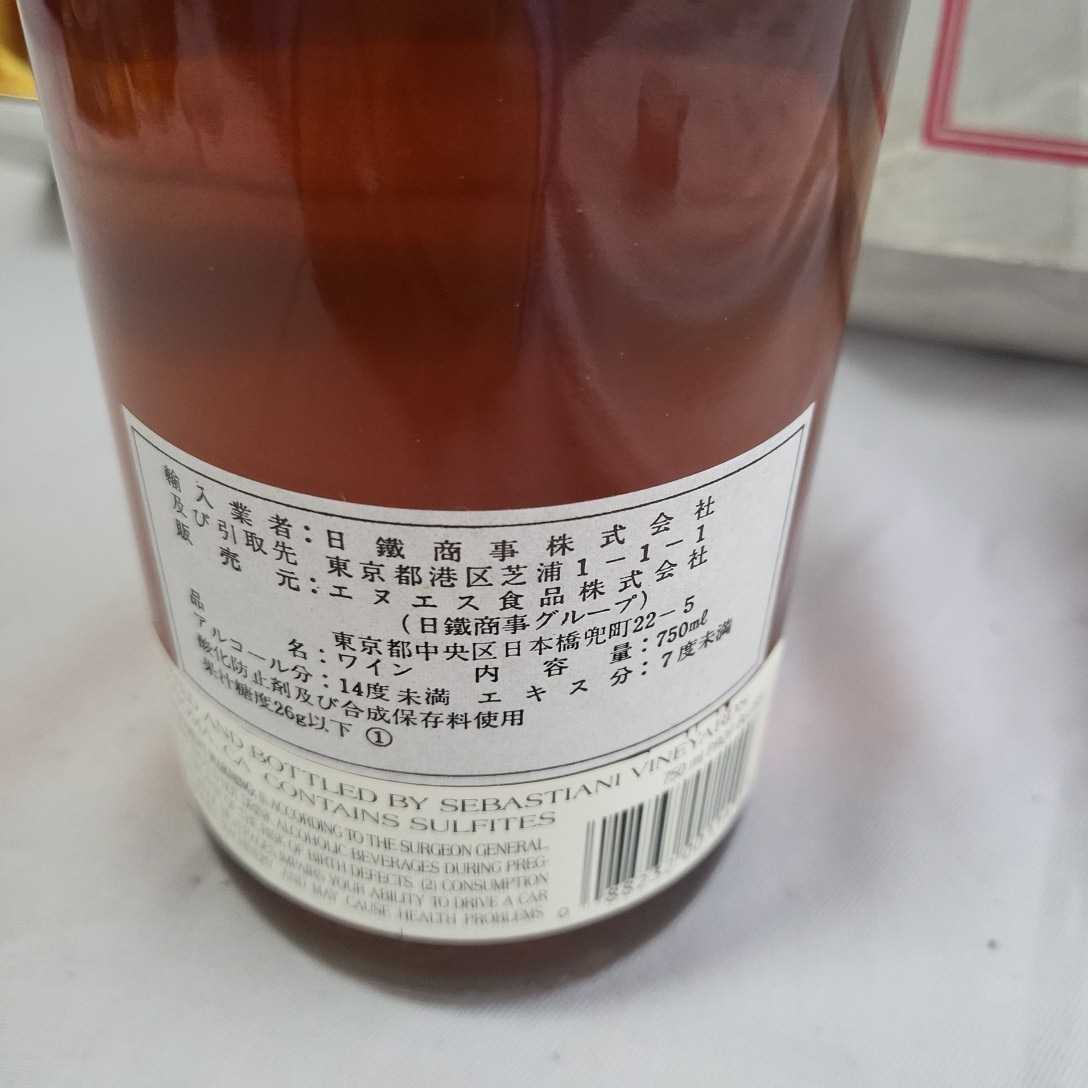 輸入業者及び引取先：日鐵商事株式会社
東京都港区芝浦1-1-1
販売元：エヌエス食品株式会社
(日鐵商事グループ)
東京都中央区日本橋兜町22-5
品名：ワイン 内容量：750ml
アルコール分：14度未満 エキス分：7度未満
酸化防止剤及び合成保存料使用
果汁糖度26g以下 ①
AND BOTTLED BY SEBASTIANI VINEYARDS
CA CONTAINS SULFITES
750 ml
ACCORDING TO THE SURGEON GENERAL,
ALCOHOLIC BEVERAGES DURING PREG-
OF BIRTH DEFECTS. (2) CONSUMPTION
IMPAIRS YOUR ABILITY TO DRIVE A CAR
AND MAY CAUSE HEALTH PROBLEMS